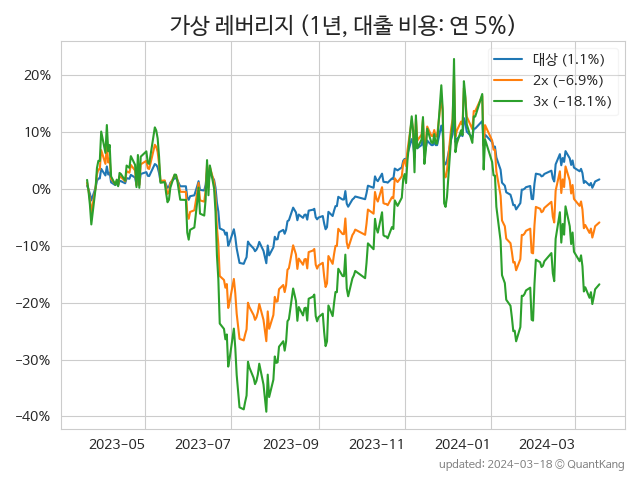 가상 레버리지 (1년, 대출 비용: 연 5%)
대상 (1.1%)
2x (−6.9%)
3x (−18.1%)
20%
10%
0%
−10%
−20%
−30%
−40%
2023-05
2023-07
2023-09
2023-11
2024-01
2024-03
updated: 2024-03-18 © QuantKang